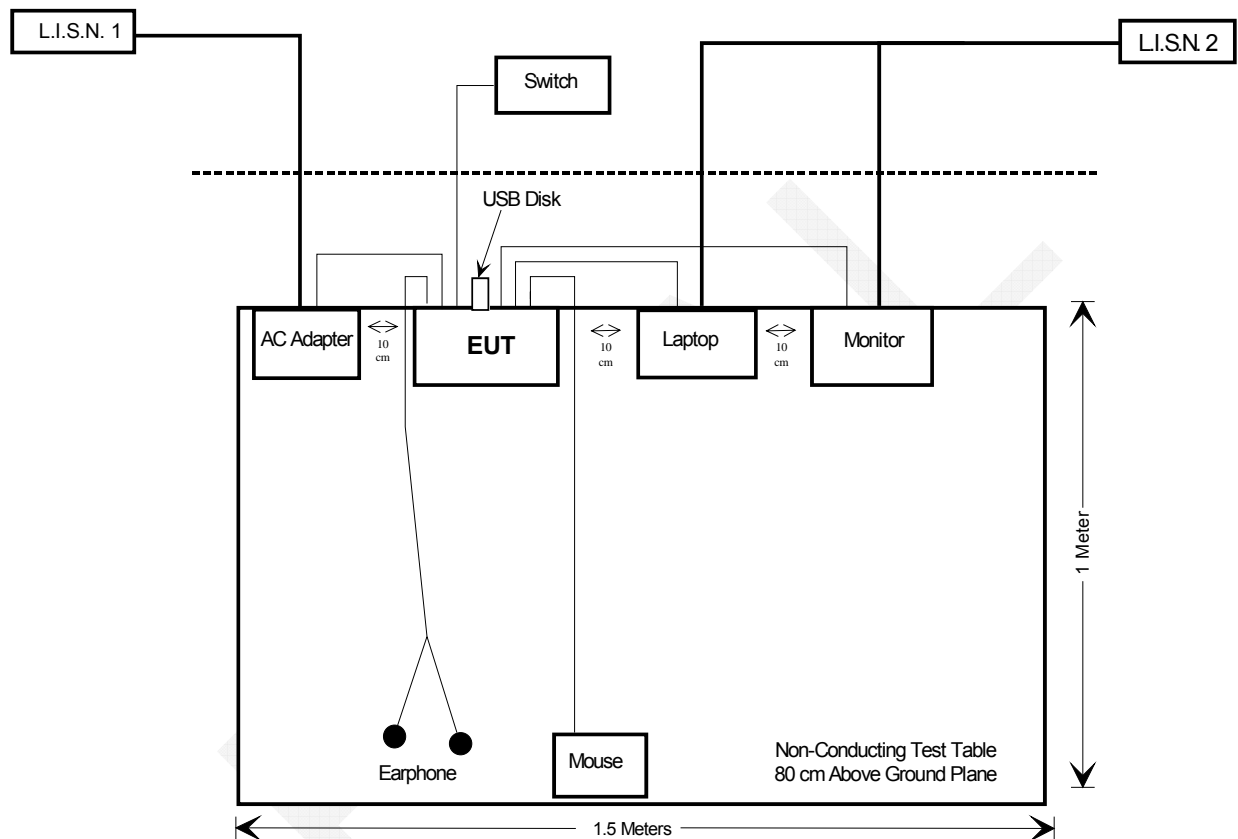 L.I.S.N. 1
L.I.S.N. 2
Switch
USB Disk
AC Adapter
10
cm
EUT
10
cm
Laptop
10
cm
Monitor
1 Meter
Earphone
Mouse
Non-Conducting Test Table
80 cm Above Ground Plane
1.5 Meters